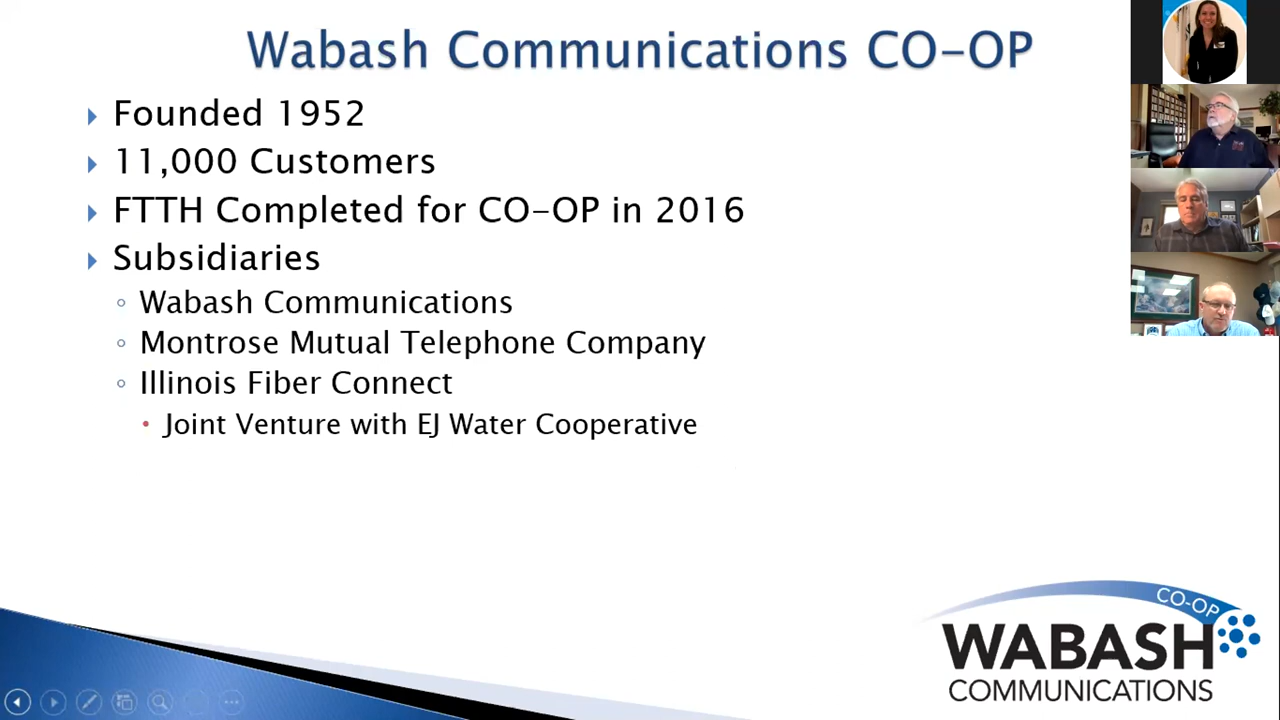 Wabash Communications CO-OP
Founded 1952
11,000 Customers
FTTH Completed for CO-OP in 2016
Subsidiaries
Wabash Communications
Montrose Mutual Telephone Company
Illinois Fiber Connect
Joint Venture with EJ Water Cooperative
CO-OP
WABASH
COMMUNICATIONS